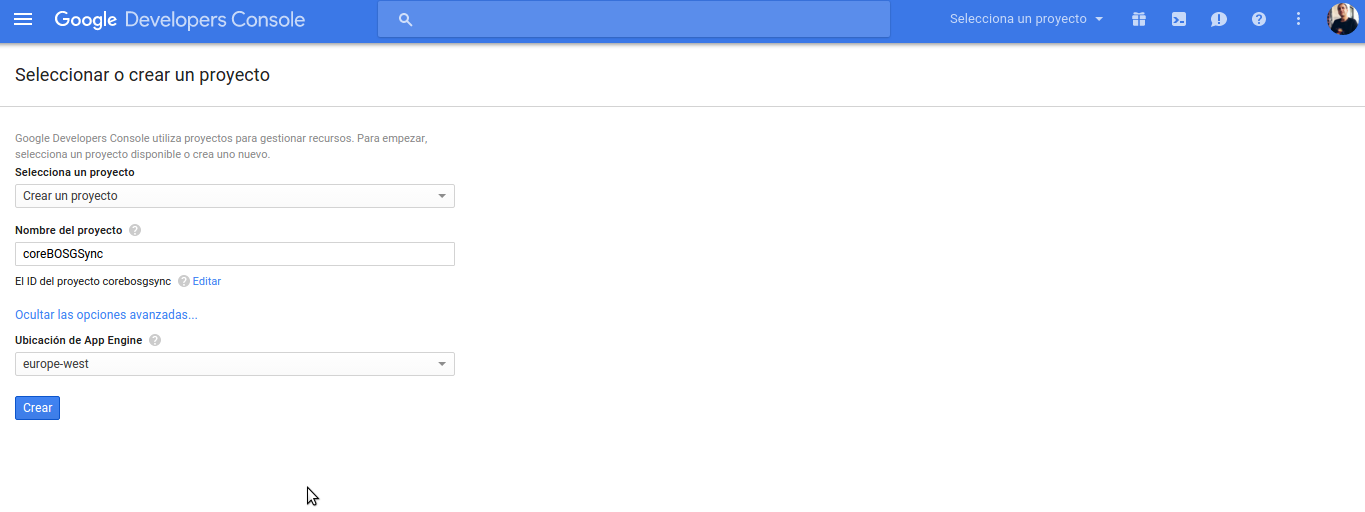 Google Developers Console
Selecciona un proyecto
Seleccionar o crear un proyecto
Google Developers Console utiliza proyectos para gestionar recursos. Para empezar,
selecciona un proyecto disponible o crea uno nuevo.
Selecciona un proyecto
Crear un proyecto
Nombre del proyecto
coreBOSGSync
El ID del proyecto corebosgsync Editar
Ocultar las opciones avanzadas...
Ubicación de App Engine
europe-west
Crear